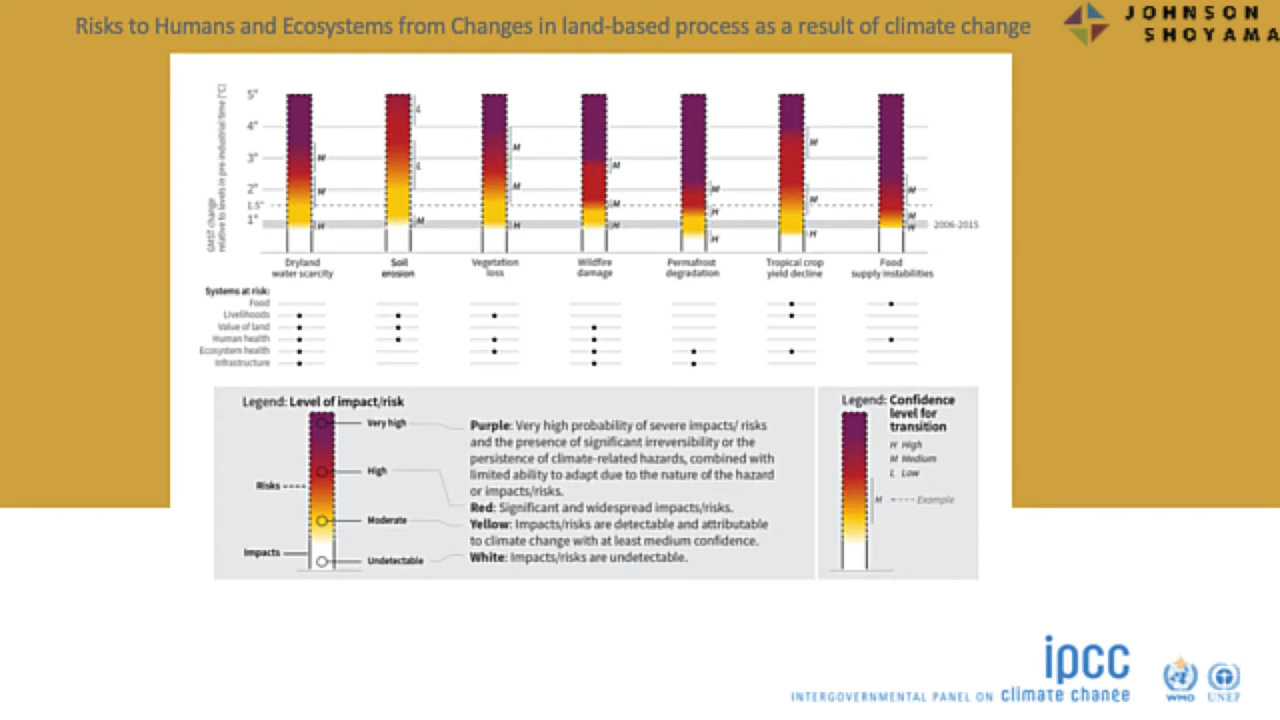 Risks to Humans and Ecosystems from Changes in land-based process as a result of climate change
JOHNSON
SHOYAMA
GMST change
relative to levels in pre-industrial time (°C)
5°
4°
3°
2°
1.5°
1°
L
M
H
M
M
H
L
M
M
M
H
M
M
H
M
H
H
M
M
H
M
M
H
2006-2015
Dryland
water scarcity
Soil
erosion
Vegetation
loss
Wildfire
damage
Permafrost
degradation
Tropical crop
yield decline
Food
supply instabilities
Systems at risk:
Food
Livelihoods
Value of land
Human health
Ecosystem health
Infrastructure
Legend: Level of impact/risk
Very high
High
Risks
Moderate
Impacts
Undetectable
Purple: Very high probability of severe impacts/ risks
and the presence of significant irreversibility or the
persistence of climate-related hazards, combined with
limited ability to adapt due to the nature of the hazard
or impacts/risks.
Red: Significant and widespread impacts/risks.
Yellow: Impacts/risks are detectable and attributable
to climate change with at least medium confidence.
White: Impacts/risks are undetectable.
Legend: Confidence
level for
transition
H High
M Medium
L Low
H Example
ipcc
INTERGOVERNMENTAL PANEL ON climate change
WMO
UNEP